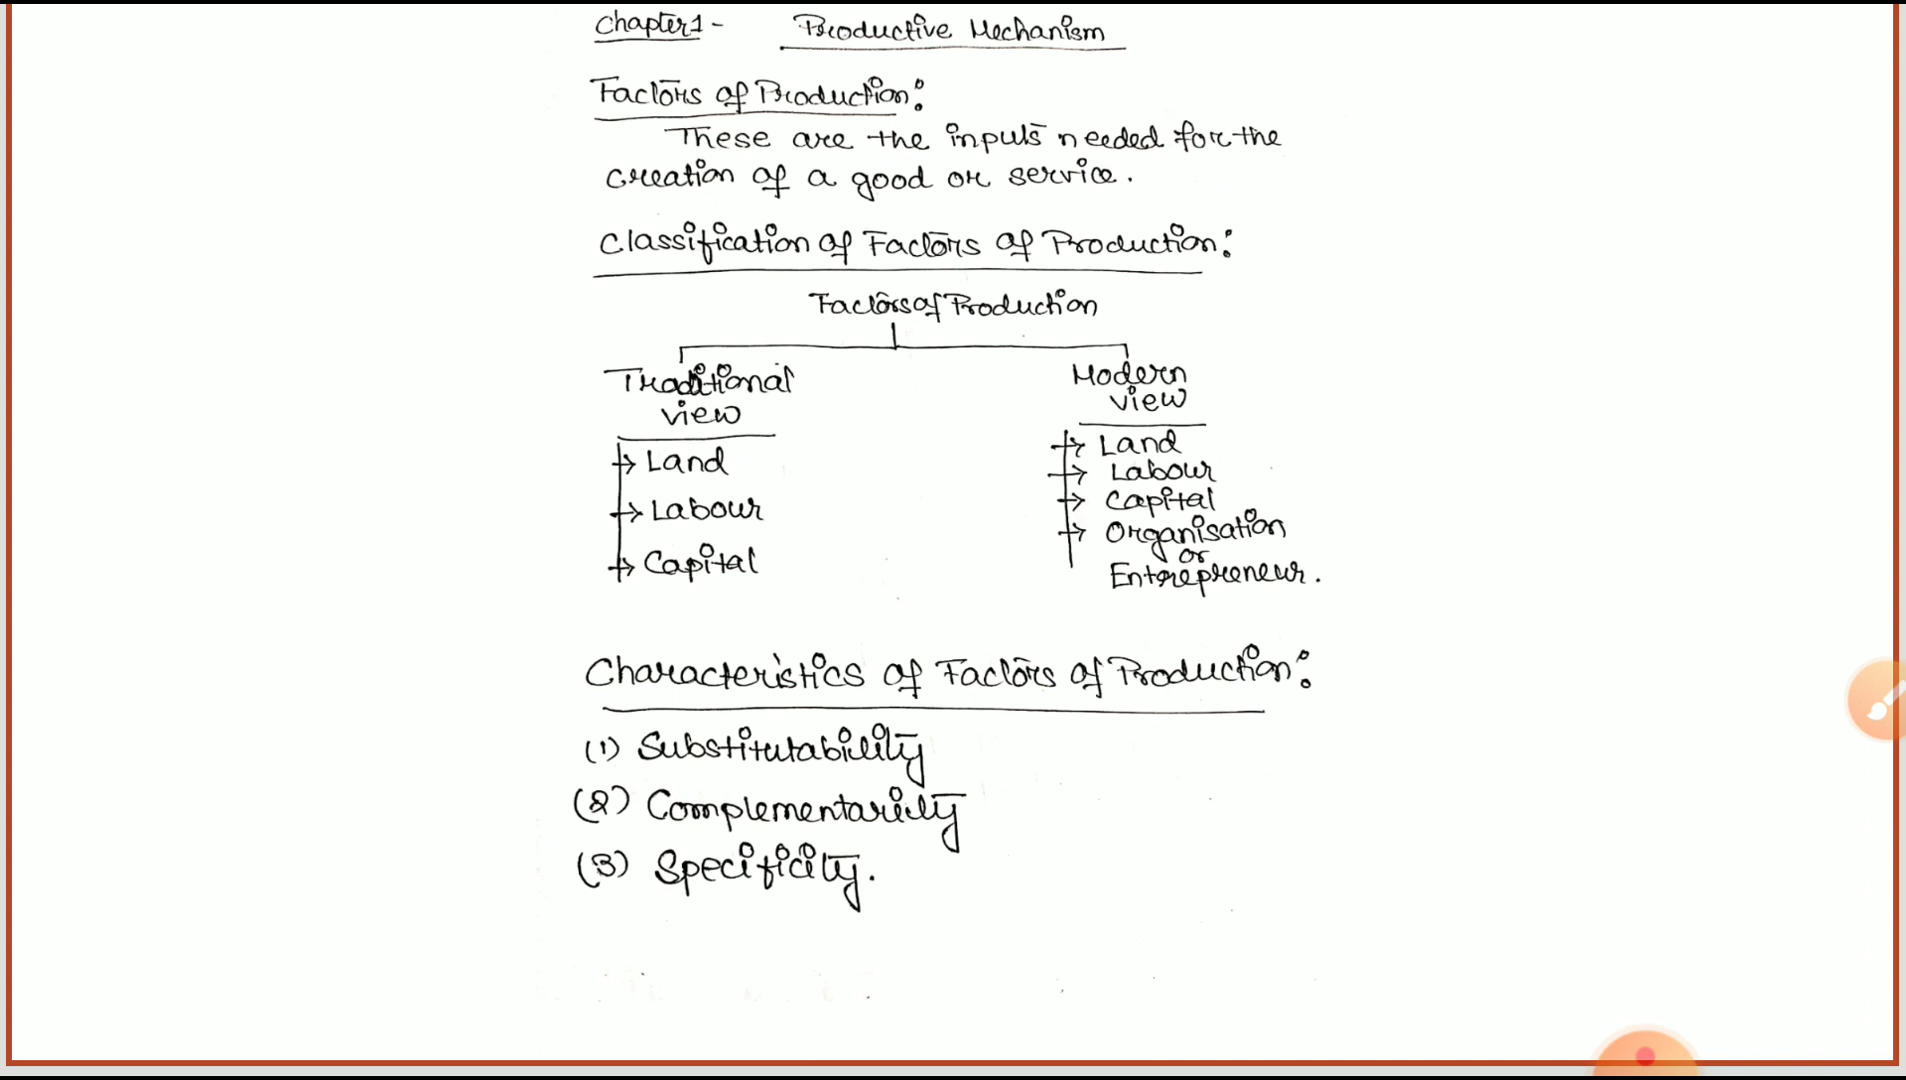 Chapter 1 - Productive Mechanism
Factors of Production:
These are the inputs needed for the
creation of a good or service.
Classification of Factors of Production:
Factors of Production
Traditional view
Land
Labour
Capital
Modern view
Land
Labour
Capital
Organisation
or
Entrepreneur.
Characteristics of Factors of Production:
(1) Substitutability
(2) Complementarity
(3) Specificity.